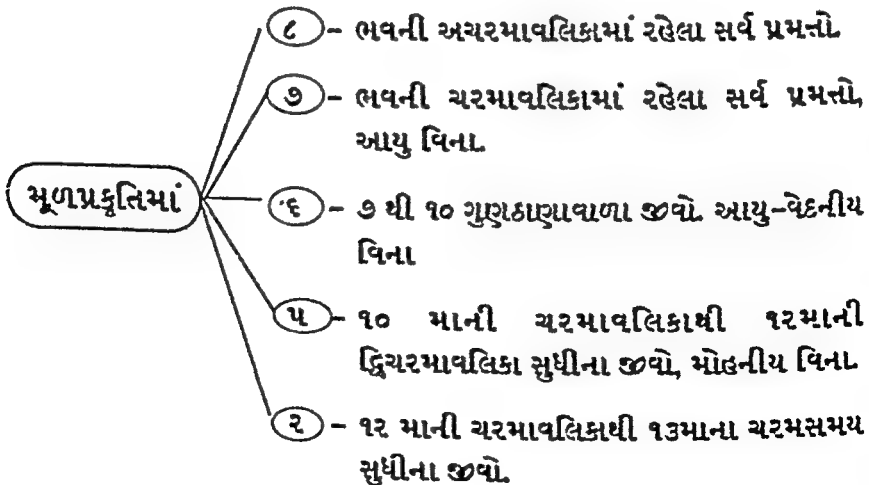 ૮ - ભવની અચરમાવલિકામાં રહેલા સર્વ પ્રમત્તો.
૭ - ભવની ચરમાવલિકામાં રહેલા સર્વ પ્રમત્તો,
આયુ વિના.
મૂળપ્રકૃતિમાં
૬ - ૭ થી ૧૦ ગુણઠાણાવાળા જીવો. આયુ-વેદનીય
વિના
૫ - ૧૦ માની ચરમાવલિકાથી ૧૨માની
દ્વિચરમાવલિકા સુધીના જીવો, મોહનીય વિના.
૨ - ૧૨ માની ચરમાવલિકાથી ૧૩માના ચરમસમય
સુધીના જીવો.